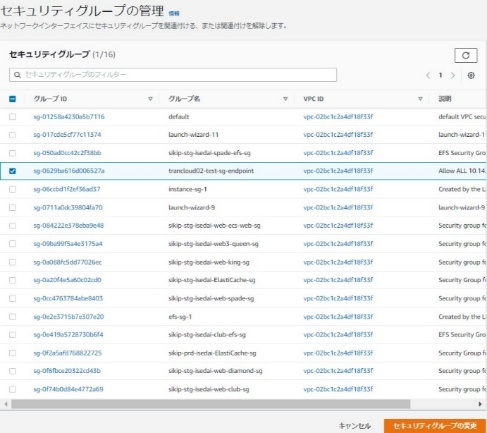 セキュリティグループの管理 情報
ネットワークインターフェイスにセキュリティグループを関連付ける、または関連付けを解除します。
セキュリティグループ (1/16)
セキュリティグループのフィルター
1
グループ ID グループ名 VPC ID 説明
sg-01258a4230a5b7116 default vpc-02bc1c2a4df18f33f default VPC secu
sg-017cde5cf77c11374 launch-wizard-11 vpc-02bc1c2a4df18f33f launch-wizard-1
sg-050ad0cc42c2f38bb sikip-stg-isedai-spade-efs-sg vpc-02bc1c2a4df18f33f EFS Security Gro
sg-0629ba616d006527a trancloud02-test-sg-endpoint vpc-02bc1c2a4df18f33f Allow ALL 10.14.
sg-06ccbd1f2ef36ad37 instance-sg-1 vpc-02bc1c2a4df18f33f Created by the L
sg-0711a0dc39804fa70 launch-wizard-9 vpc-02bc1c2a4df18f33f launch-wizard-9
sg-084222e578eba9e48 sikip-stg-isedai-web-ecs-web-sg vpc-02bc1c2a4df18f33f Security group fo
sg-09ba99f5a4e3175a4 sikip-stg-isedai-web3-queen-sg vpc-02bc1c2a4df18f33f Security group fo
sg-0a088fc5dd77026ec sikip-stg-isedai-web-king-sg vpc-02bc1c2a4df18f33f Security group fo
sg-0a20f4e5a60c02cd0 sikip-stg-isedai-ElastiCache-sg vpc-02bc1c2a4df18f33f Security Group f
sg-0cc4763784abe8403 sikip-stg-isedai-web-spade-sg vpc-02bc1c2a4df18f33f Security group fo
sg-0e2e3715b7e307e20 efs-sg-1 vpc-02bc1c2a4df18f33f Created by the L
sg-0e419a5728730b6f4 sikip-stg-isedai-club-efs-sg vpc-02bc1c2a4df18f33f EFS Security Gro
sg-0f2a5af8768822725 sikip-prd-isedai-ElastiCache-sg vpc-02bc1c2a4df18f33f Security Group f
sg-0f6fbce20322cd43b sikip-stg-isedai-web-diamond-sg vpc-02bc1c2a4df18f33f Security group fo
sg-0f74b0d84e4772a69 sikip-stg-isedai-web-club-sg vpc-02bc1c2a4df18f33f Security group fo
キャンセル セキュリティグループの変更